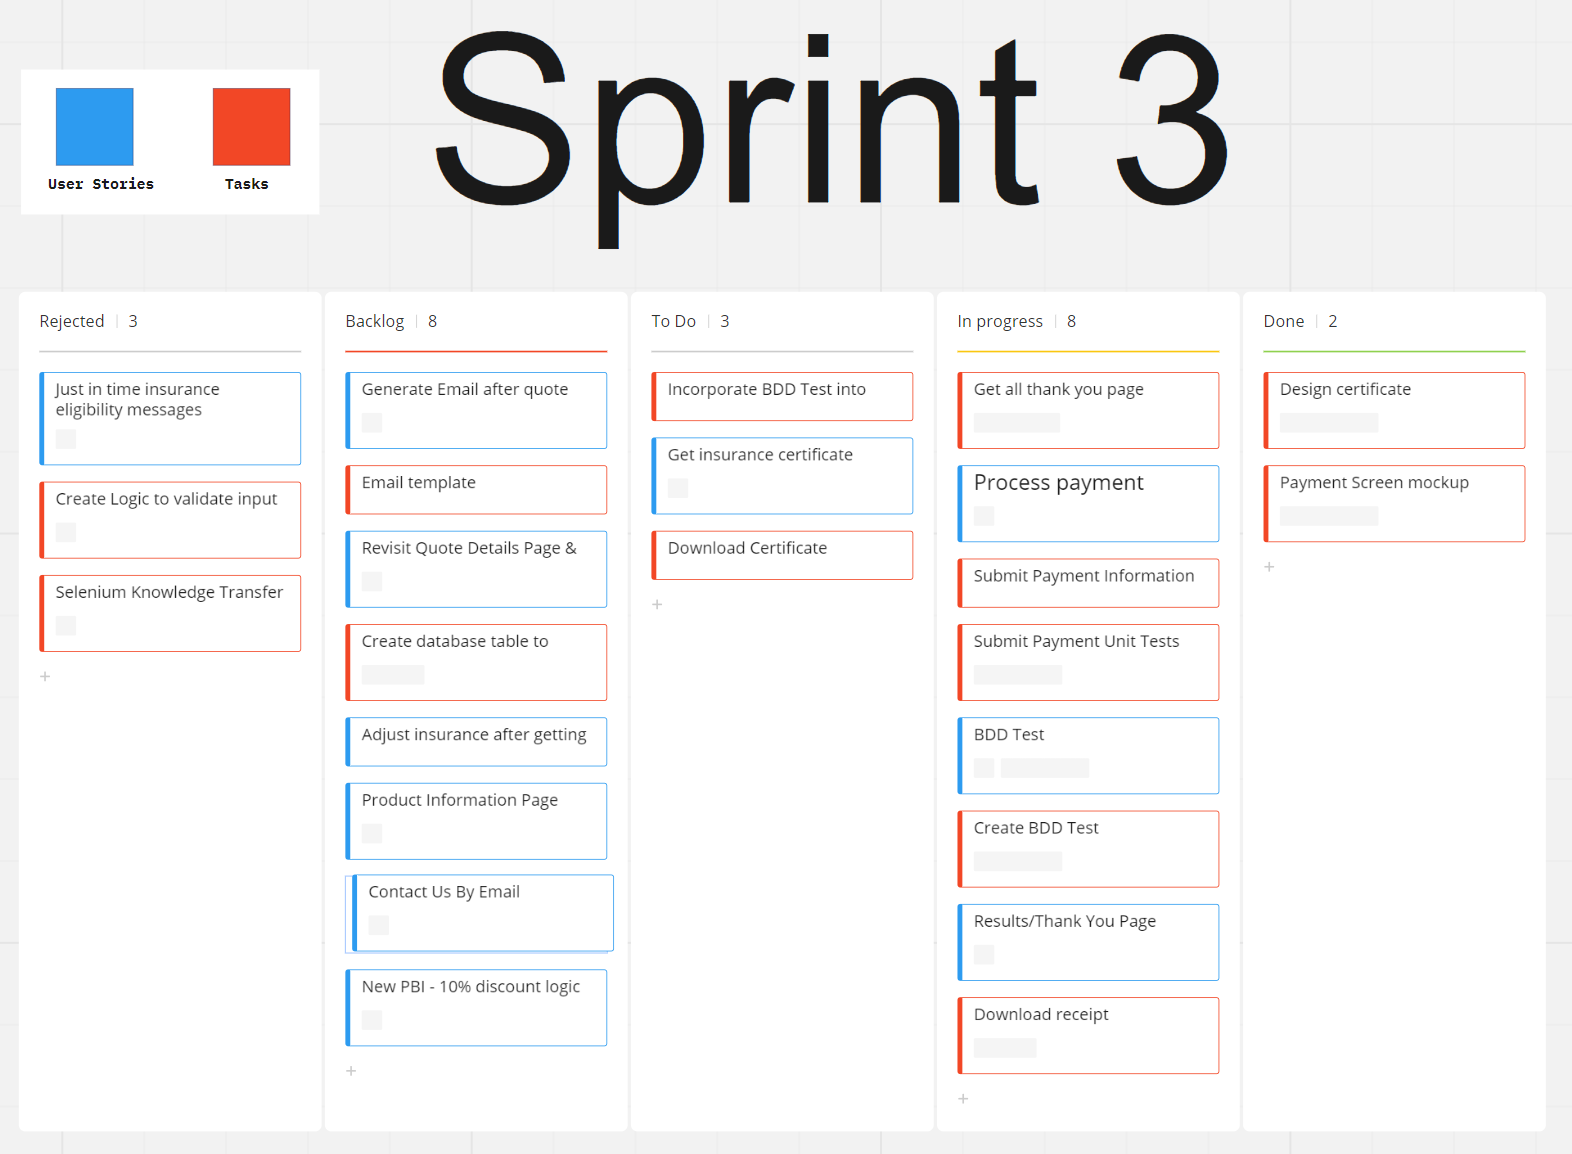 Sprint 3
User Stories
Tasks
Rejected 3
Just in time insurance
eligibility messages
Create Logic to validate input
Selenium Knowledge Transfer
+
Backlog 8
Generate Email after quote
Email template
Revisit Quote Details Page &
Create database table to
Adjust insurance after getting
Product Information Page
Contact Us By Email
New PBI - 10% discount logic
+
To Do 3
Incorporate BDD Test into
Get insurance certificate
Download Certificate
+
In progress 8
Get all thank you page
Process payment
Submit Payment Information
Submit Payment Unit Tests
BDD Test
Create BDD Test
Results/Thank You Page
Download receipt
+
Done 2
Design certificate
Payment Screen mockup
+